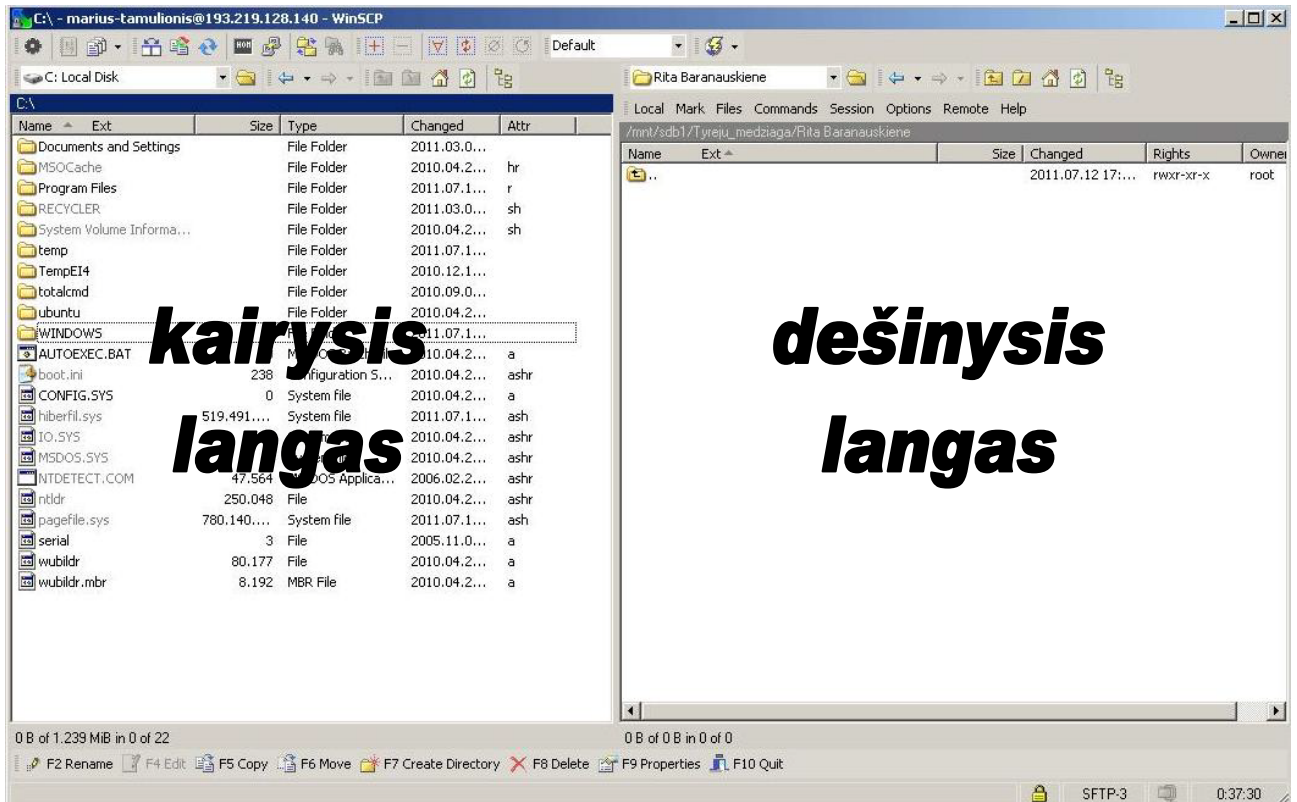 C:\ - marius-tamulionis@193.219.128.140 - WinSCP
Default
C: Local Disk
Rita Baranauskiene
C:\
Local Mark Files Commands Session Options Remote Help
/mnt/sdb1/Tyreju_medziaga/Rita Baranauskiene
Name Ext Size Type Changed Attr
Documents and Settings File Folder 2011.03.0...
MSOCache File Folder 2010.04.2... hr
Program Files File Folder 2011.07.1... r
RECYCLER File Folder 2011.03.0... sh
System Volume Informa... File Folder 2010.04.2... sh
temp File Folder 2011.07.1...
TempEI4 File Folder 2010.12.1...
totalcmd File Folder 2010.09.0...
ubuntu File Folder 2010.04.2...
WINDOWS 2011.07.1...
AUTOEXEC.BAT 2010.04.2... a
boot.ini 238 Configuration S... 2010.04.2... ashr
CONFIG.SYS 0 System file 2010.04.2... a
hiberfil.sys 519.491.... System file 2011.07.1... ash
IO.SYS 2010.04.2... ashr
MSDOS.SYS 2010.04.2... ashr
NTDETECT.COM 47.564 Applica... 2006.02.2... ashr
ntldr 250.048 File 2010.04.2... ashr
pagefile.sys 780.140.... System file 2011.07.1... ash
serial 3 File 2005.11.0... a
wubildr 80.177 File 2010.04.2... a
wubildr.mbr 8.192 MBR File 2010.04.2... a
kairysis
langas
Name Ext Size Changed Rights Owner
.. 2011.07.12 17:... rwxr-xr-x root
dešinysis
langas
0 B of 1.239 MiB in 0 of 22
0 B of 0 B in 0 of 0
F2 Rename F4 Edit F5 Copy F6 Move F7 Create Directory F8 Delete F9 Properties F10 Quit
SFTP-3 0:37:30